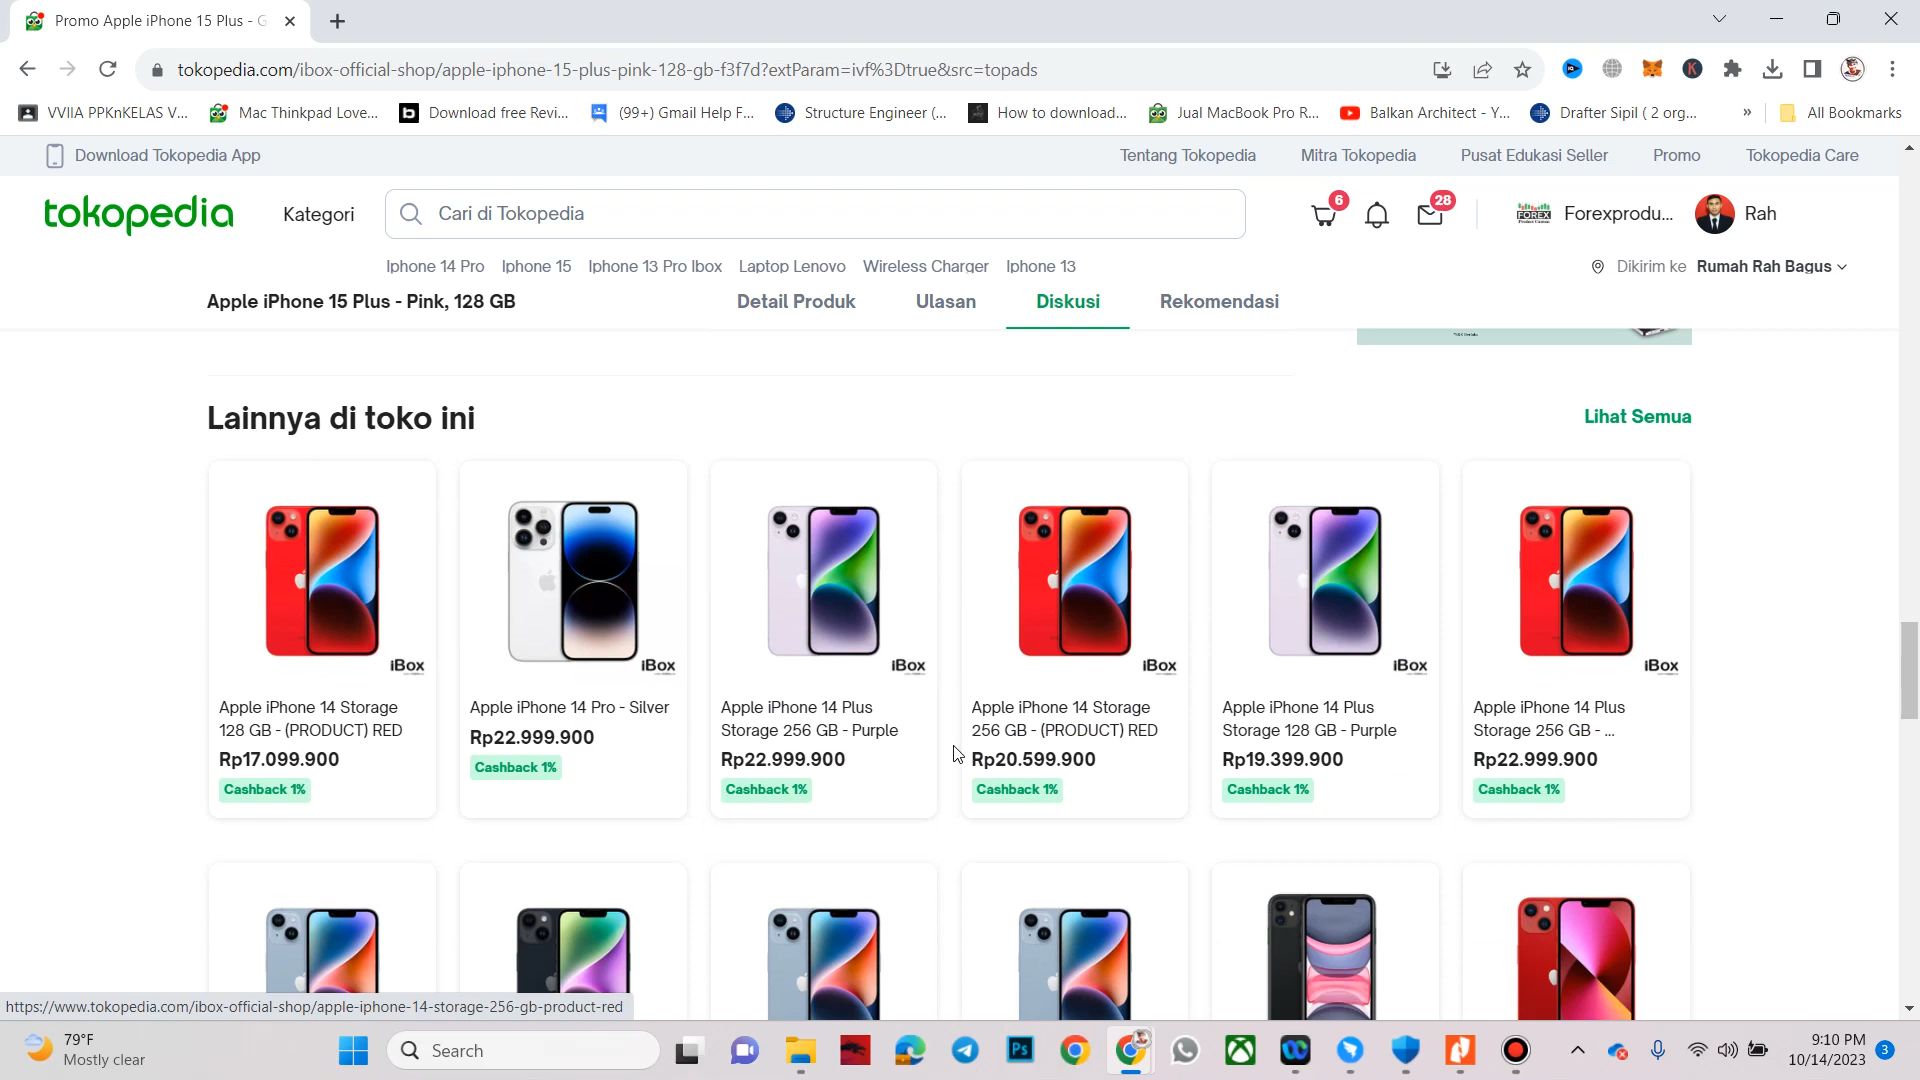 Promo Apple iPhone 15 Plus - G
tokopedia.com/ibox-official-shop/apple-iphone-15-plus-pink-128-gb-f3f7d?extParam=ivf%3Dtrue&src=topads
VVIIA PPKnKELAS V...
Mac Thinkpad Love...
Download free Revi...
(99+) Gmail Help F...
Structure Engineer (...
How to download...
Jual MacBook Pro R...
Balkan Architect - Y...
Drafter Sipil ( 2 org...
»
All Bookmarks
Download Tokopedia App
Tentang Tokopedia
Mitra Tokopedia
Pusat Edukasi Seller
Promo
Tokopedia Care
tokopedia
Kategori
Cari di Tokopedia
6
28
FOREX
Forexprodu...
Rah
Iphone 14 Pro
Iphone 15
Iphone 13 Pro Ibox
Laptop Lenovo
Wireless Charger
Iphone 13
Dikirim ke Rumah Rah Bagus
Apple iPhone 15 Plus - Pink, 128 GB
Detail Produk
Ulasan
Diskusi
Rekomendasi
Lainnya di toko ini
Lihat Semua
iBox
iBox
iBox
iBox
iBox
iBox
Apple iPhone 14 Storage
128 GB - (PRODUCT) RED
Rp17.099.900
Cashback 1%
Apple iPhone 14 Pro - Silver
Rp22.999.900
Cashback 1%
Apple iPhone 14 Plus
Storage 256 GB - Purple
Rp22.999.900
Cashback 1%
Apple iPhone 14 Storage
256 GB - (PRODUCT) RED
Rp20.599.900
Cashback 1%
Apple iPhone 14 Plus
Storage 128 GB - Purple
Rp19.399.900
Cashback 1%
Apple iPhone 14 Plus
Storage 256 GB - ...
Rp22.999.900
Cashback 1%
https://www.tokopedia.com/ibox-official-shop/apple-iphone-14-storage-256-gb-product-red
79°F
Mostly clear
Search
Ps
9:10 PM
10/14/2023
3